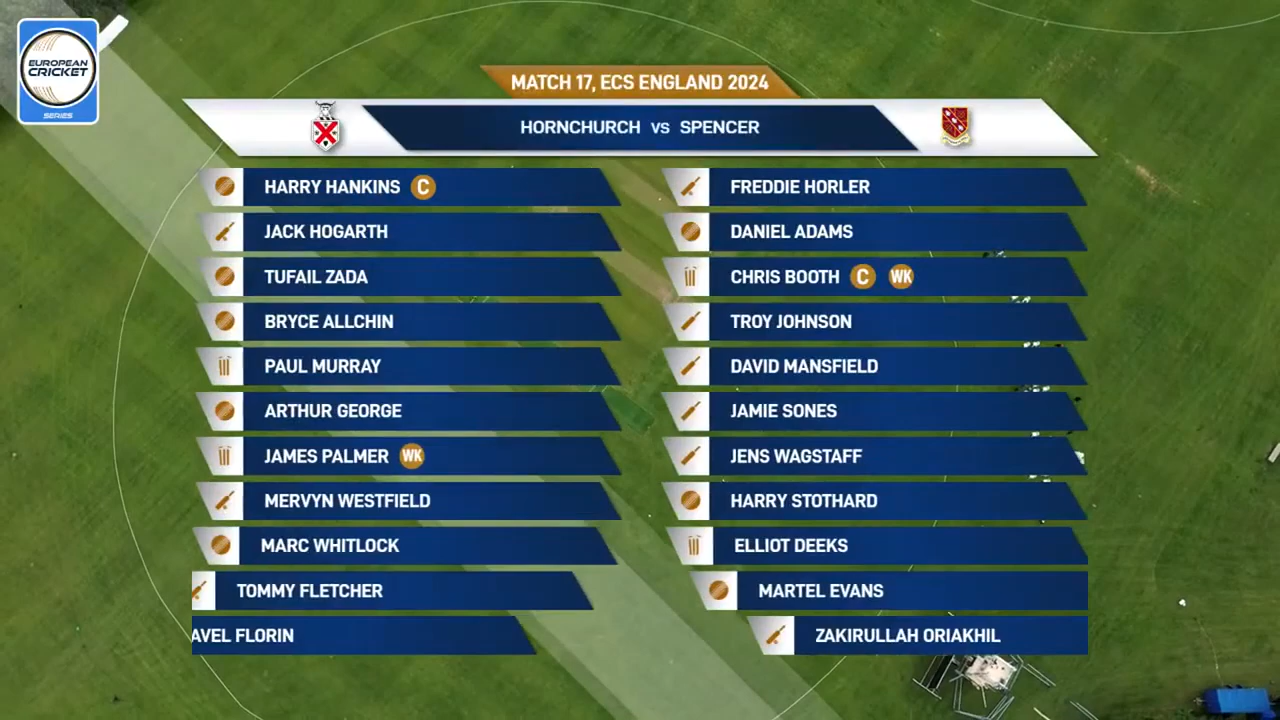 EUROPEAN
CRICKET
SERIES
MATCH 17, ECS ENGLAND 2024
HORNCHURCH VS SPENCER
HARRY HANKINS C
JACK HOGARTH
TUFAIL ZADA
BRYCE ALLCHIN
PAUL MURRAY
ARTHUR GEORGE
JAMES PALMER WK
MERVYN WESTFIELD
MARC WHITLOCK
TOMMY FLETCHER
AVEL FLORIN
FREDDIE HORLER
DANIEL ADAMS
CHRIS BOOTH C WK
TROY JOHNSON
DAVID MANSFIELD
JAMIE SONES
JENS WAGSTAFF
HARRY STOTHARD
ELLIOT DEEKS
MARTEL EVANS
ZAKIRULLAH ORIAKHIL